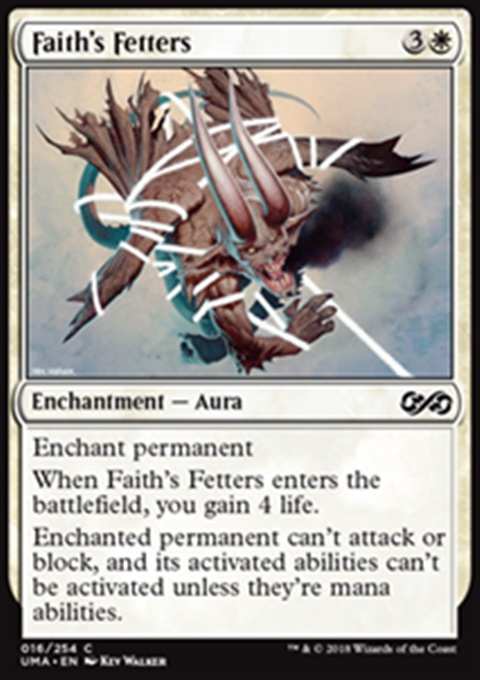 Faith's Fetters 3
Enchantment — Aura
Enchant permanent
When Faith's Fetters enters the
battlefield, you gain 4 life.
Enchanted permanent can't attack or
block, and its activated abilities can't
be activated unless they're mana
abilities.
016/254 C
UMA • EN Kev Walker
™ & © 2018 Wizards of the Coast